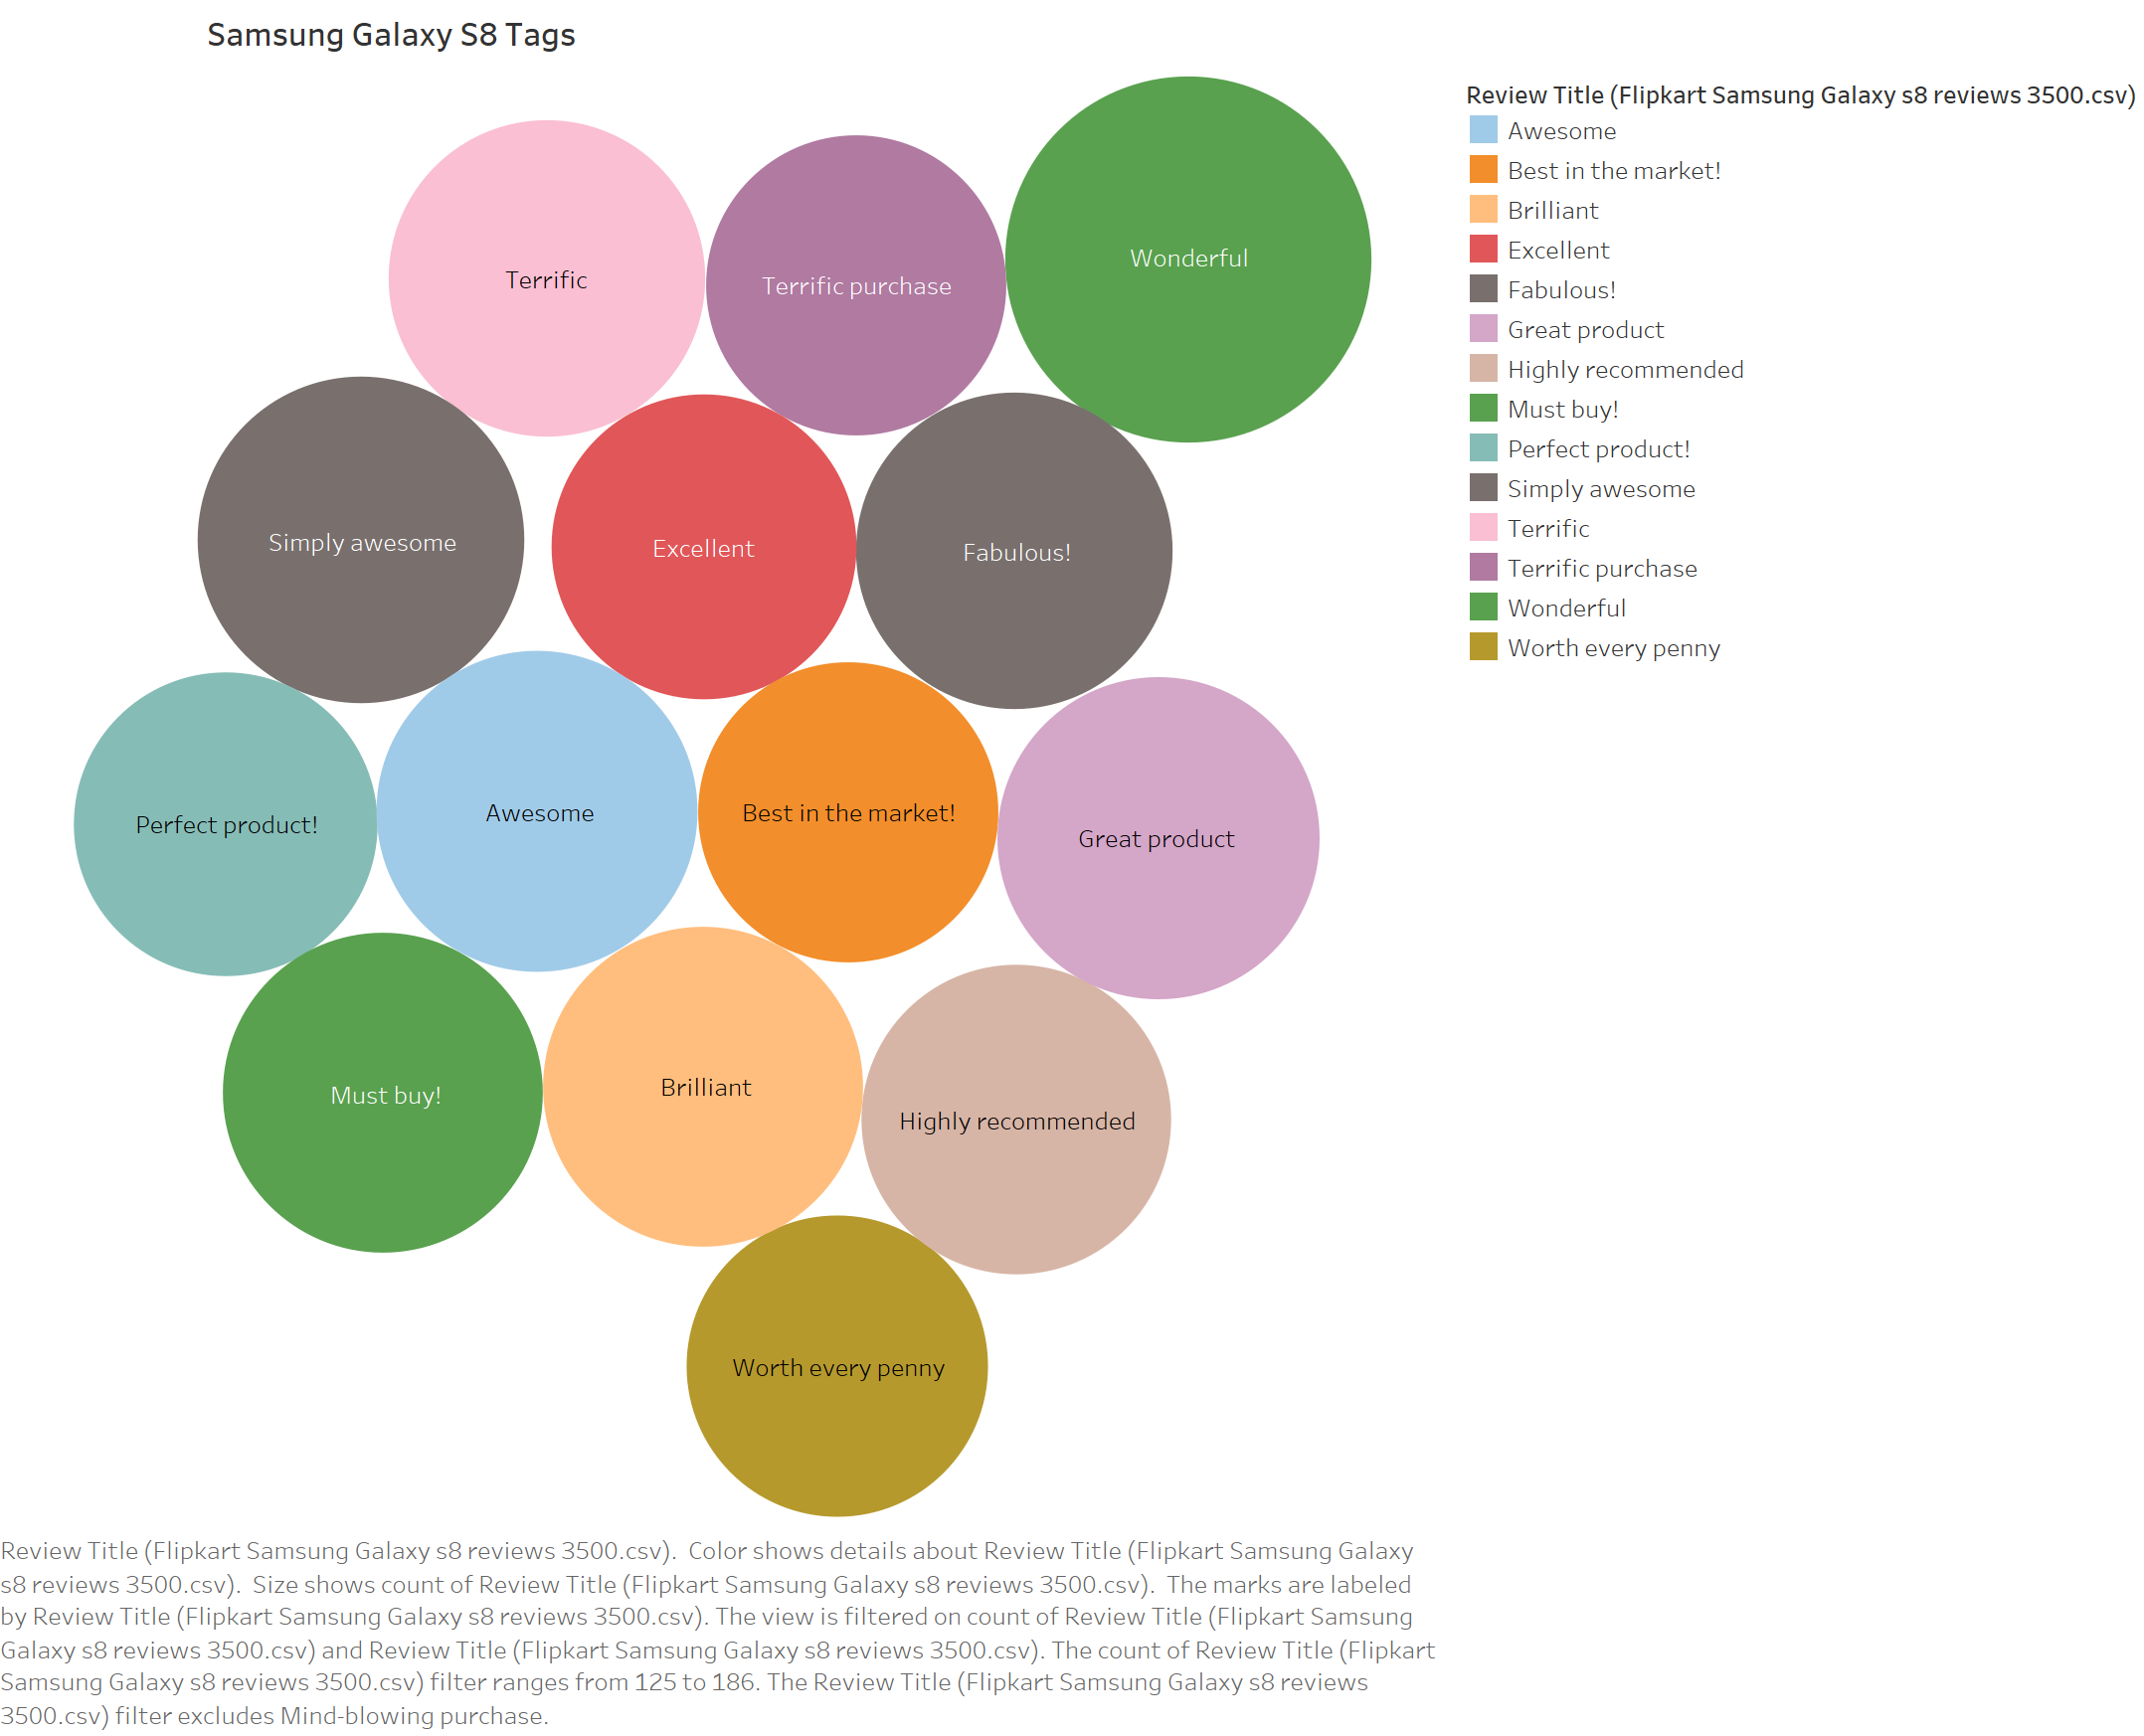 Samsung Galaxy S8 Tags
Review Title (Flipkart Samsung Galaxy s8 reviews 3500.csv)
Awesome
Best in the market!
Brilliant
Excellent
Fabulous!
Great product
Highly recommended
Must buy!
Perfect product!
Simply awesome
Terrific
Terrific purchase
Wonderful
Worth every penny
Wonderful
Terrific
Terrific purchase
Simply awesome
Excellent
Fabulous!
Perfect product!
Awesome
Best in the market!
Great product
Must buy!
Brilliant
Highly recommended
Worth every penny
Review Title (Flipkart Samsung Galaxy s8 reviews 3500.csv).  Color shows details about Review Title (Flipkart Samsung Galaxy
s8 reviews 3500.csv).  Size shows count of Review Title (Flipkart Samsung Galaxy s8 reviews 3500.csv).  The marks are labeled
by Review Title (Flipkart Samsung Galaxy s8 reviews 3500.csv). The view is filtered on count of Review Title (Flipkart Samsung
Galaxy s8 reviews 3500.csv) and Review Title (Flipkart Samsung Galaxy s8 reviews 3500.csv). The count of Review Title (Flipkart
Samsung Galaxy s8 reviews 3500.csv) filter ranges from 125 to 186. The Review Title (Flipkart Samsung Galaxy s8 reviews
3500.csv) filter excludes Mind-blowing purchase.